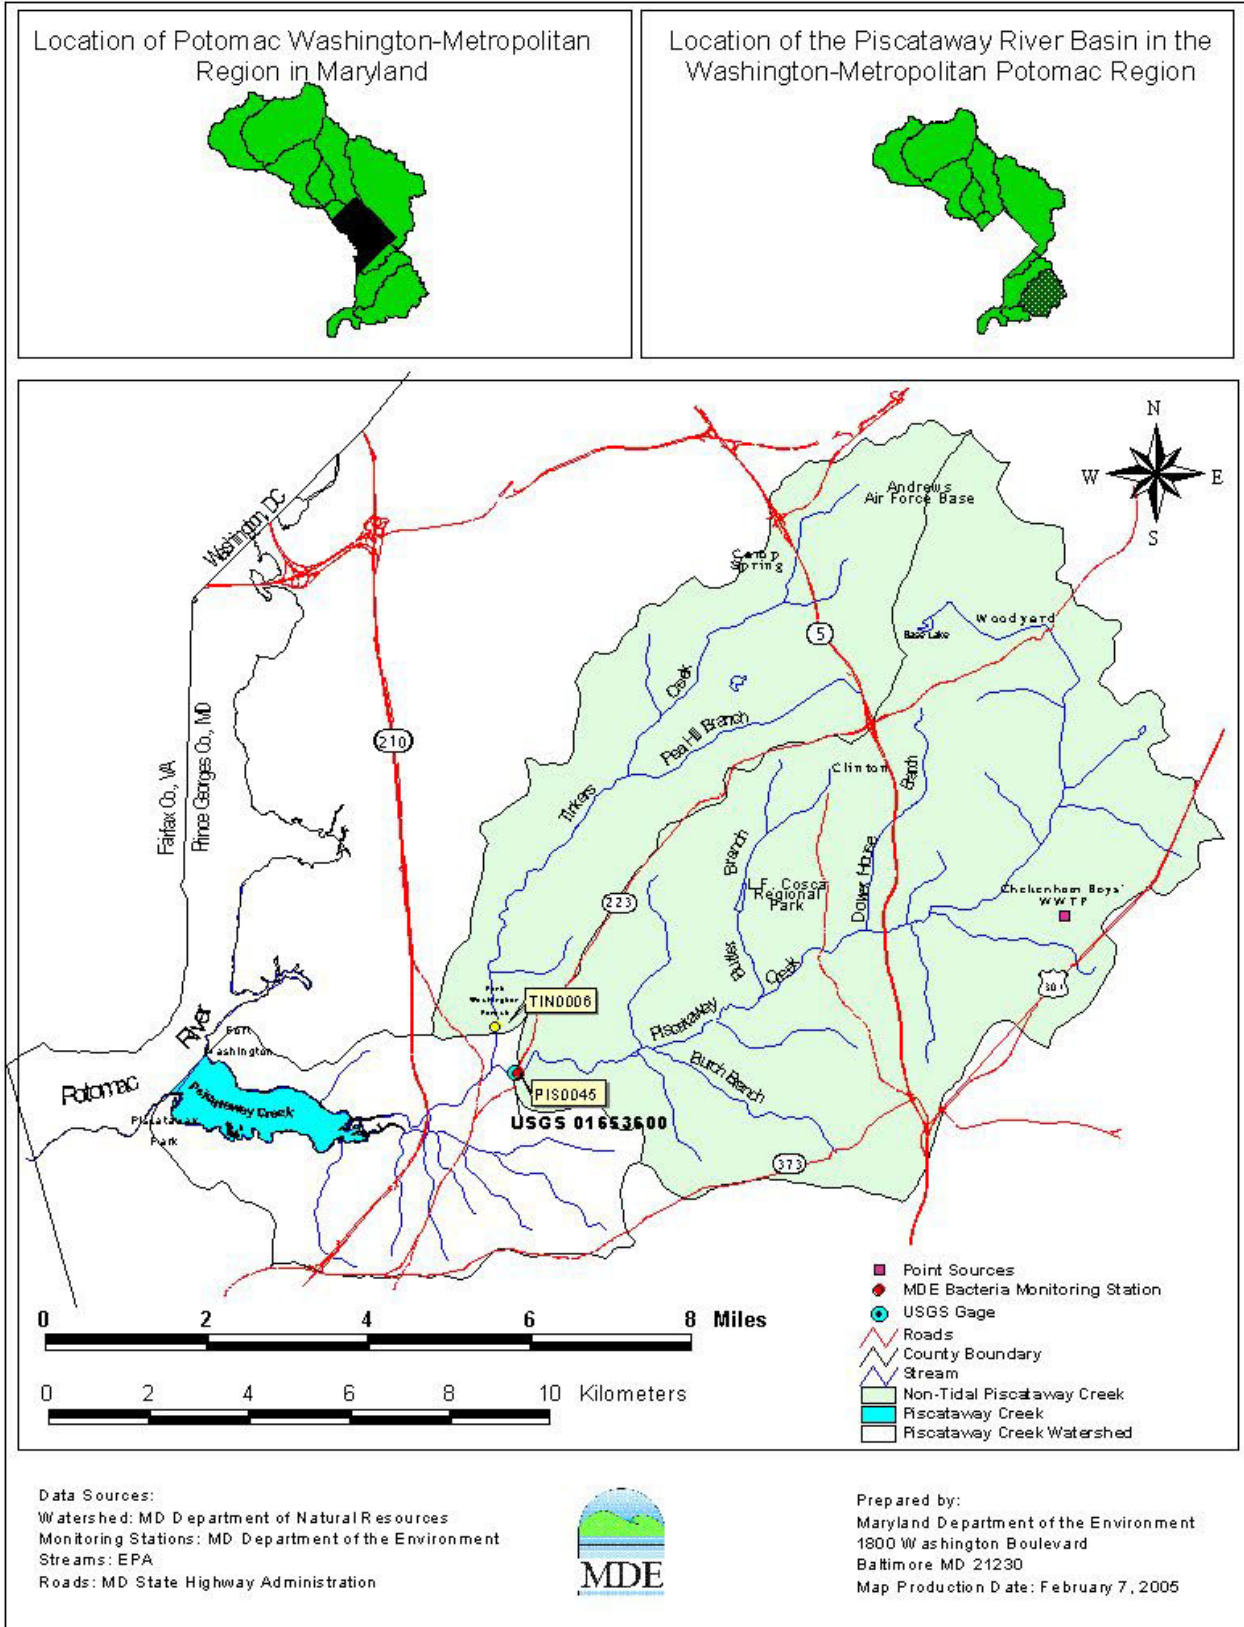 Location of Potomac Washington-Metropolitan
Region in Maryland
Location of the Piscataway River Basin in the
Washington-Metropolitan Potomac Region
N
W
E
S
Andrews
Air Force Base
Washington, DC
Camp
Spring
5
Woodyard
Base Lake
Creek
Pea Hill Branch
210
Fairfax Co., VA
Prince Georges Co., MD
Clinton
Branch
Tinkers
Branch
Dower House
L.F. Cosca
Regional
Park
Cheltenham Boys'
WWTP
223
Butler
Creek
301
TIN0006
Piscataway
River
Fort
Washington
Burch Branch
Potomac
Piscataway Creek
PIS0045
USGS 01653600
Piscataway
Park
373
Point Sources
MDE Bacteria Monitoring Station
USGS Gage
Roads
County Boundary
Stream
Non-Tidal Piscataway Creek
Piscataway Creek
Piscataway Creek Watershed
0 2 4 6 8 Miles
0 2 4 6 8 10 Kilometers
Data Sources:
Watershed: MD Department of Natural Resources
Monitoring Stations: MD Department of the Environment
Streams: EPA
Roads: MD State Highway Administration
MDE
Prepared by:
Maryland Department of the Environment
1800 Washington Boulevard
Baltimore MD 21230
Map Production Date: February 7, 2005